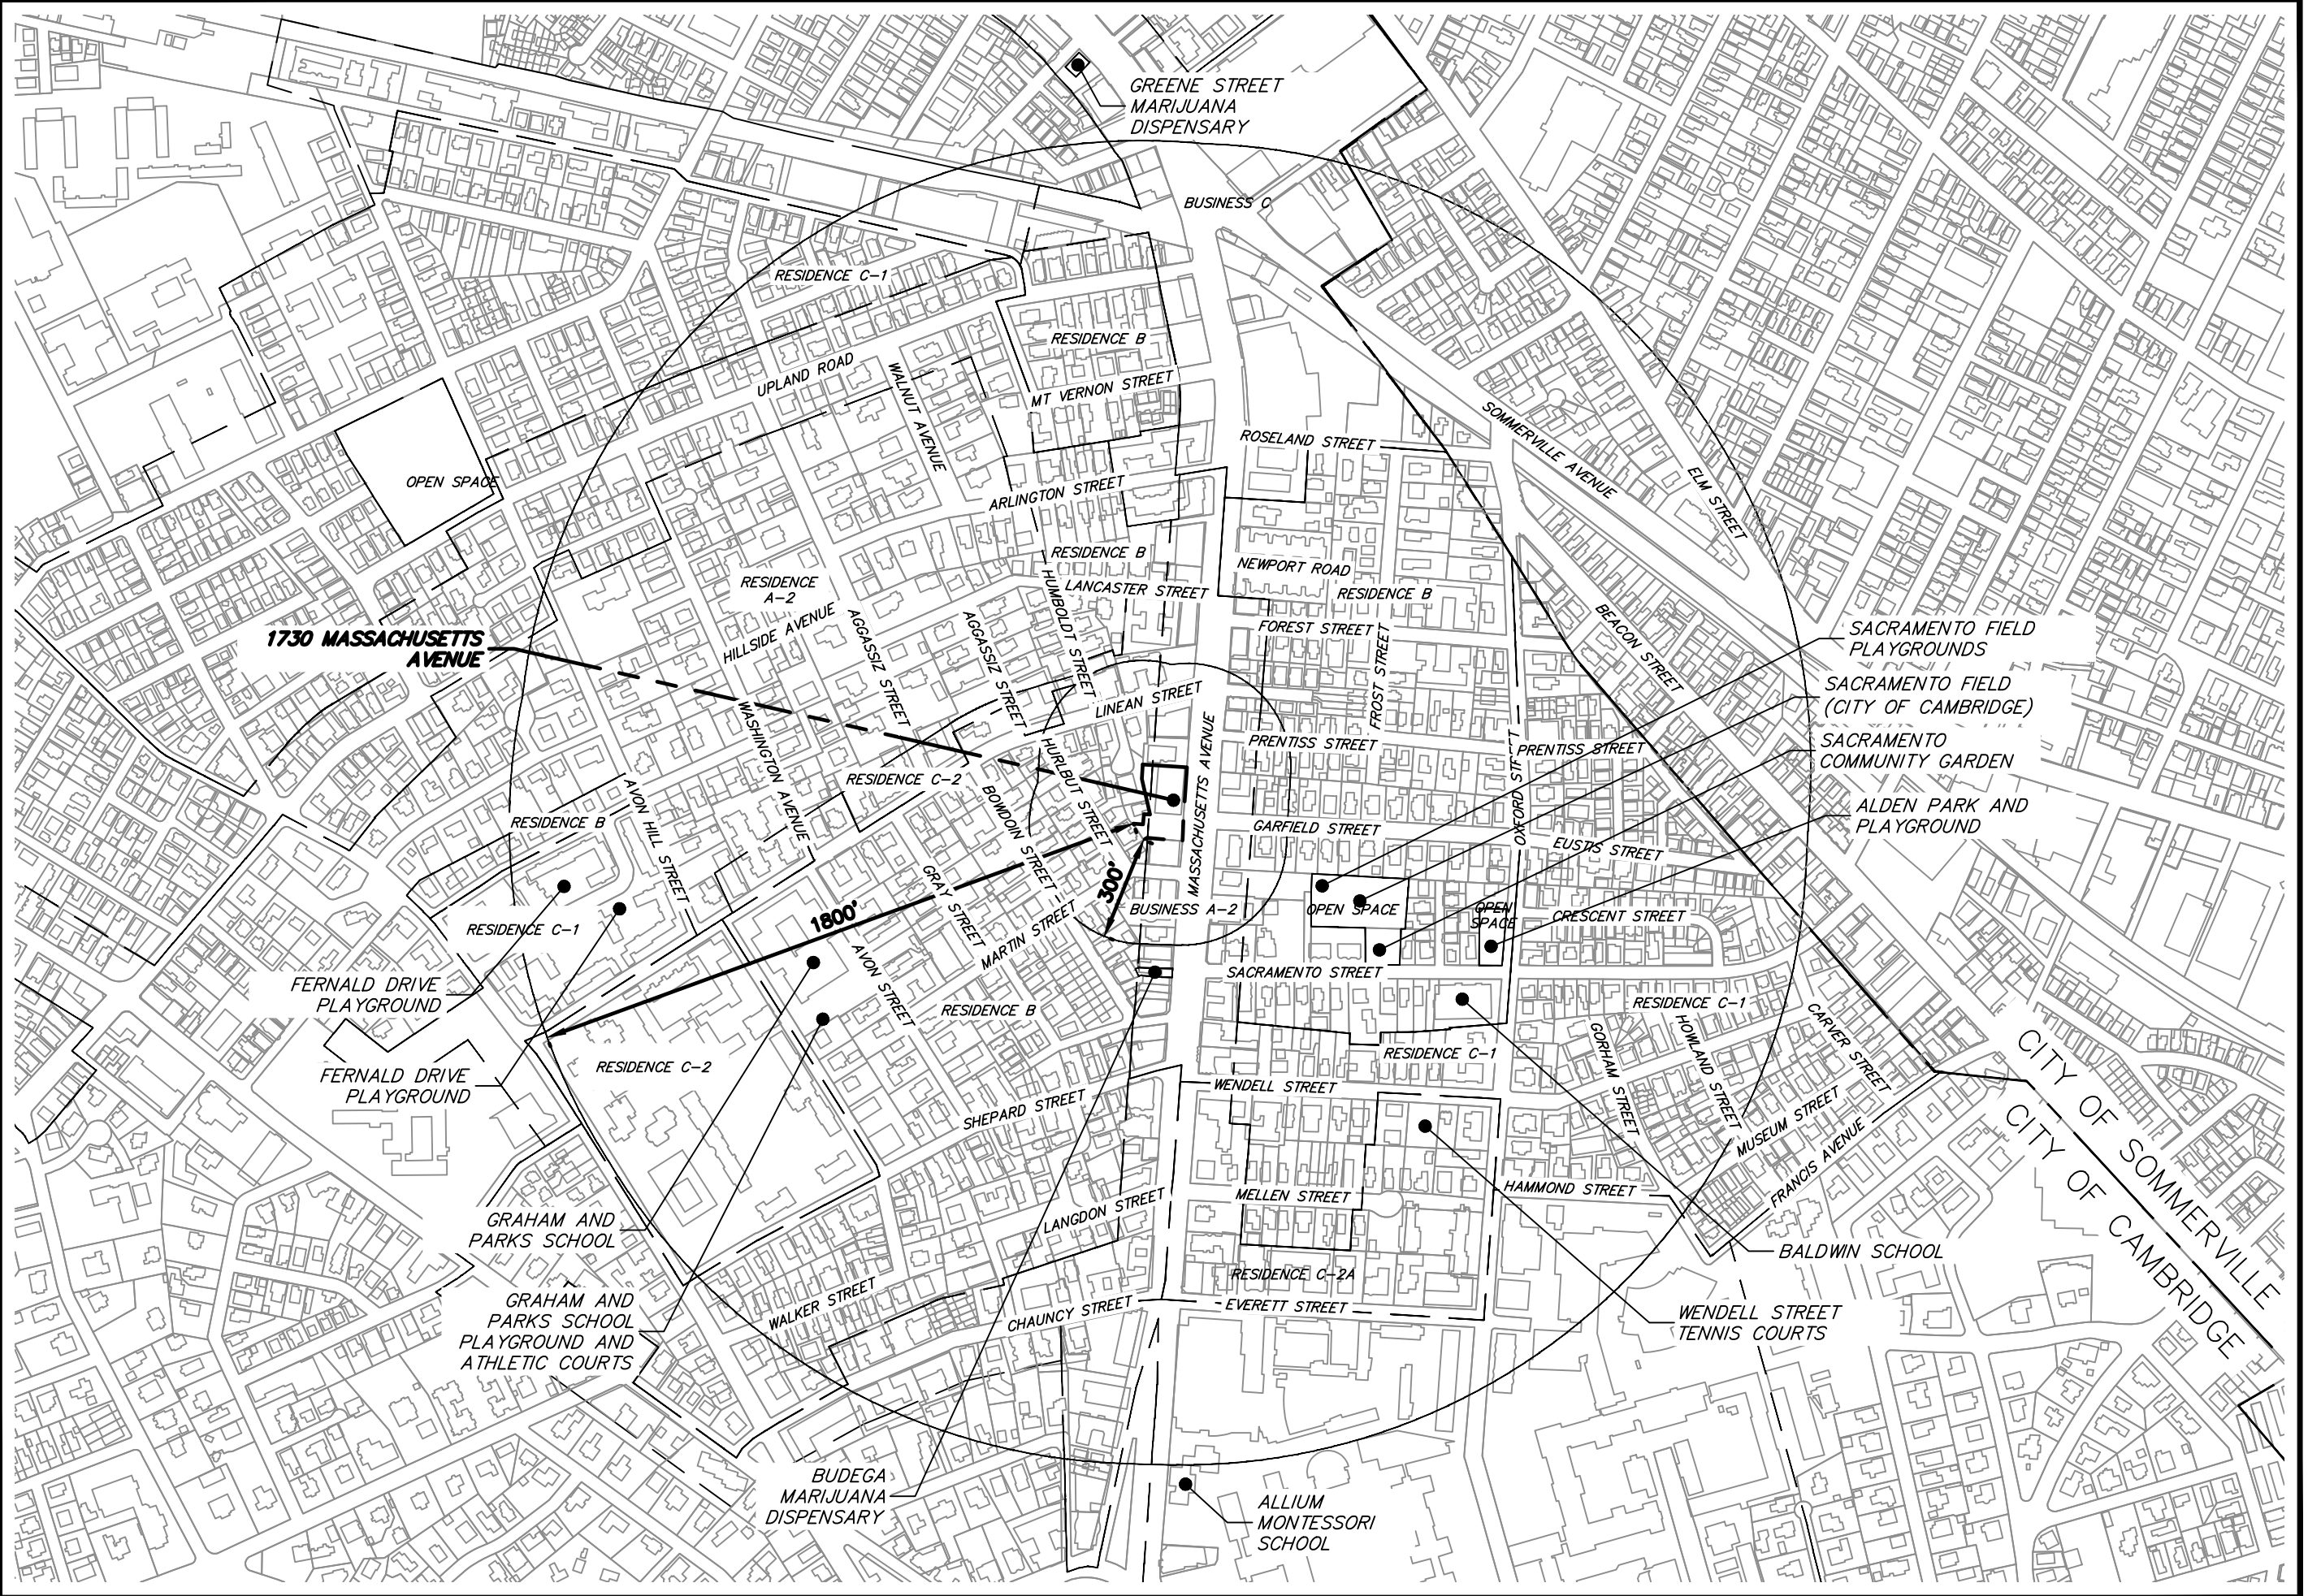 GREENE STREET
MARIJUANA
DISPENSARY
BUSINESS C
RESIDENCE C-1
RESIDENCE B
UPLAND ROAD
WALNUT AVENUE
MT VERNON STREET
ROSELAND STREET
SOMMERVILLE AVENUE
ELM STREET
OPEN SPACE
ARLINGTON STREET
RESIDENCE B
NEWPORT ROAD
RESIDENCE
A-2
LANCASTER STREET
RESIDENCE B
HUMBOLDT STREET
HILLSIDE AVENUE
AGGASSIZ STREET
AGGASSIZ STREET
FOREST STREET
FROST STREET
BEACON STREET
SACRAMENTO FIELD
PLAYGROUNDS
1730 MASSACHUSETTS
AVENUE
SACRAMENTO FIELD
(CITY OF CAMBRIDGE)
LINEAN STREET
WASHINGTON AVENUE
MASSACHUSETTS AVENUE
PRENTISS STREET
PRENTISS STREET
OXFORD STREET
SACRAMENTO
COMMUNITY GARDEN
HURLBUT STREET
RESIDENCE C-2
BOWDOIN STREET
AVON HILL STREET
RESIDENCE B
GARFIELD STREET
EUSTIS STREET
ALDEN PARK AND
PLAYGROUND
GRAY STREET
300'
1800'
BUSINESS A-2
OPEN SPACE
OPEN
SPACE
CRESCENT STREET
RESIDENCE C-1
MARTIN STREET
AVON STREET
SACRAMENTO STREET
FERNALD DRIVE
PLAYGROUND
RESIDENCE B
RESIDENCE C-1
GORHAM STREET
HOWLAND STREET
CARVER STREET
RESIDENCE C-2
RESIDENCE C-1
FERNALD DRIVE
PLAYGROUND
WENDELL STREET
SHEPARD STREET
MUSEUM STREET
FRANCIS AVENUE
CITY OF SOMMERVILLE
CITY OF CAMBRIDGE
LANGDON STREET
MELLEN STREET
HAMMOND STREET
GRAHAM AND
PARKS SCHOOL
BALDWIN SCHOOL
RESIDENCE C-2A
WALKER STREET
CHAUNCY STREET
EVERETT STREET
GRAHAM AND
PARKS SCHOOL
PLAYGROUND AND
ATHLETIC COURTS
WENDELL STREET
TENNIS COURTS
BUDEGA
MARIJUANA
DISPENSARY
ALLIUM
MONTESSORI
SCHOOL